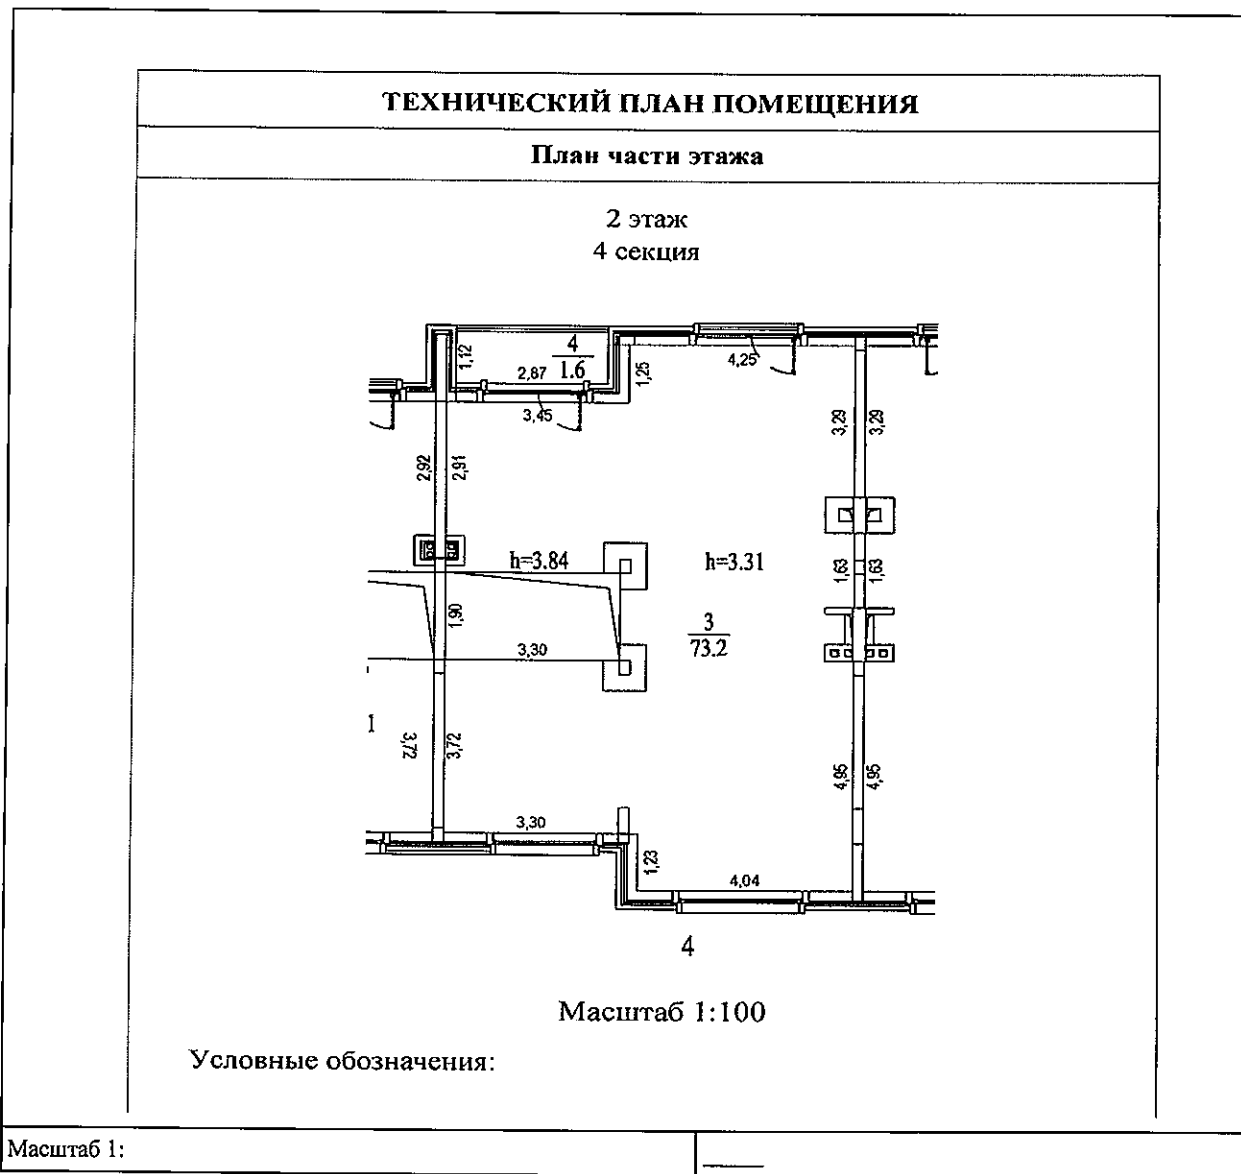 ТЕХНИЧЕСКИЙ ПЛАН ПОМЕЩЕНИЯ
План части этажа
2 этаж
4 секция
1,12
4
1.6
2,87
1,25
4,25
3,45
3,29
3,29
2,92
2,91
h=3.84
h=3.31
1,63
1,63
1,90
3
73.2
3,30
1
3,72
3,72
4,95
4,95
3,30
1,23
4,04
4
Масштаб 1:100
Условные обозначения:
Масштаб 1: